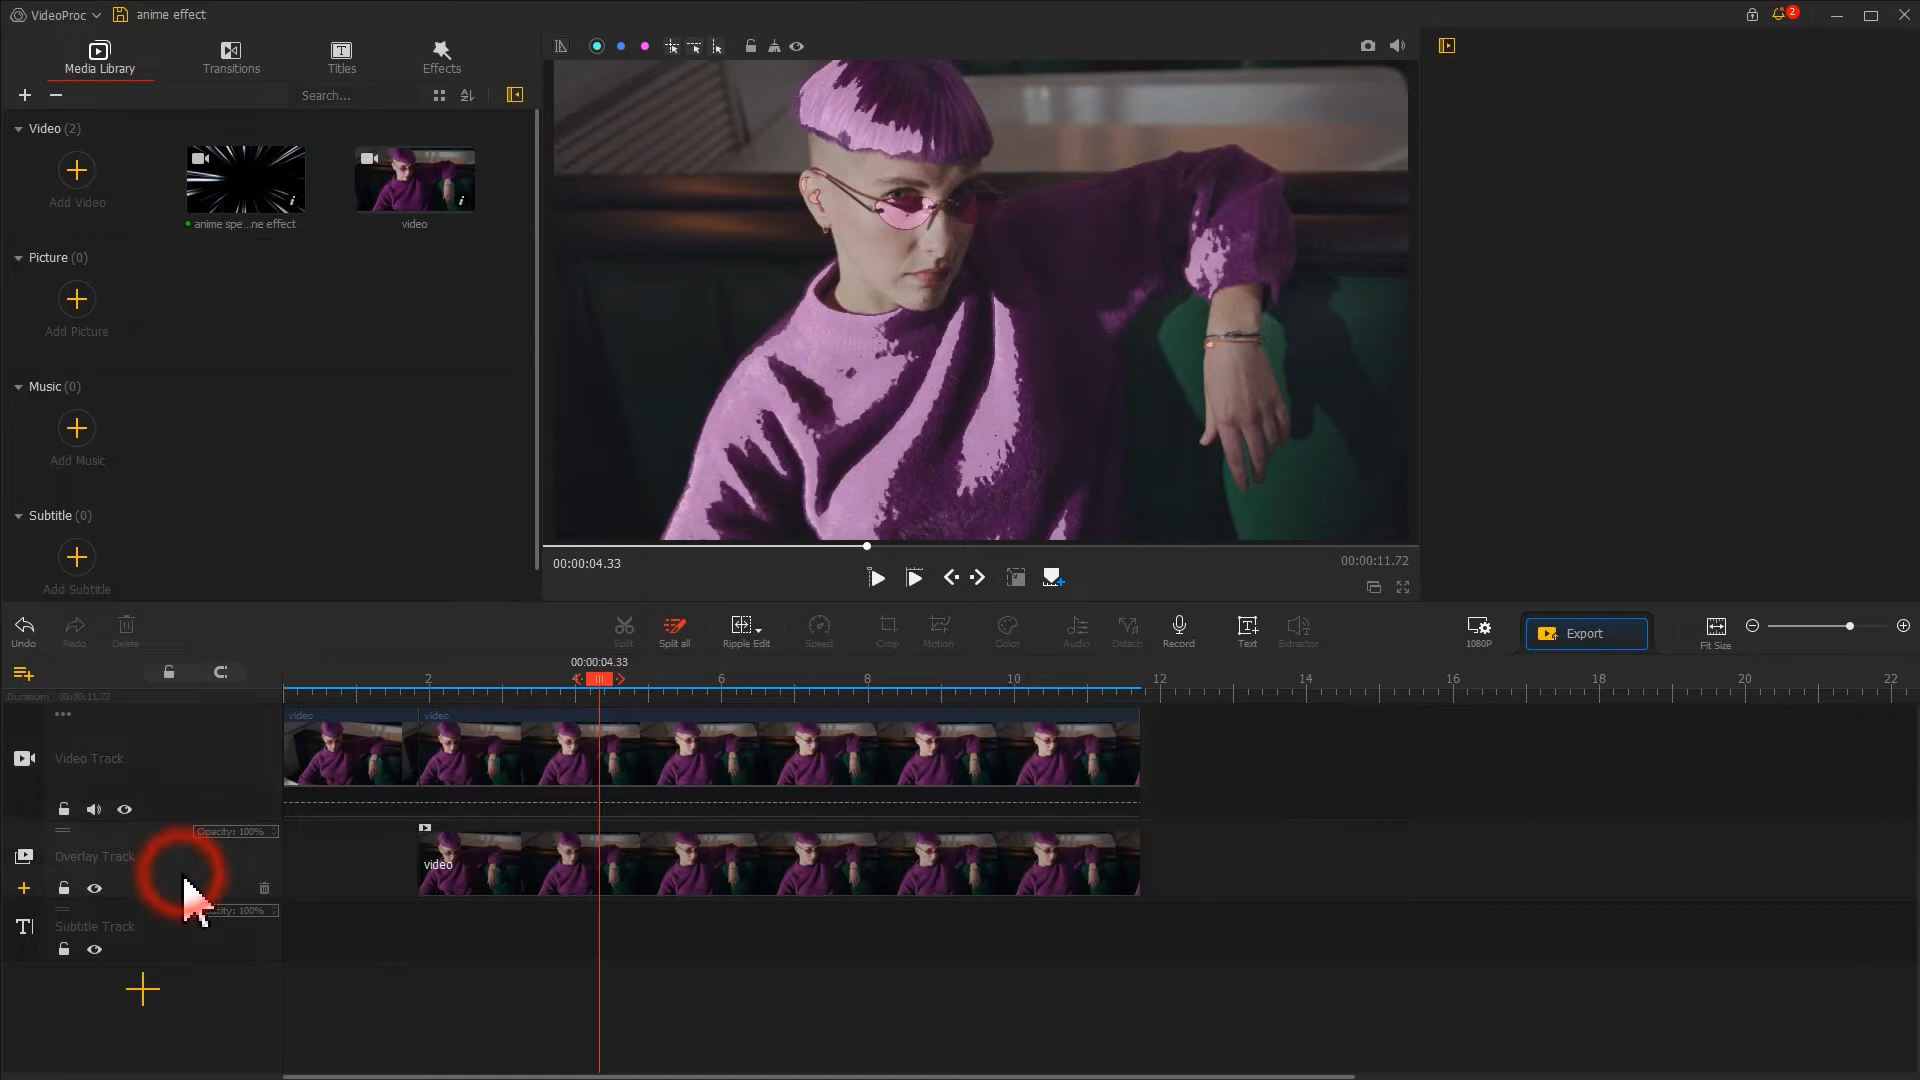 VideoProc
anime effect
2
Media Library
Transitions
Titles
Effects
Search...
Video (2)
Add Video
anime spe...ne effect
video
Picture (0)
Add Picture
Music (0)
Add Music
Subtitle (0)
Add Subtitle
00:00:04.33
00:00:11.72
Undo
Redo
Delete
Split
Split all
Ripple Edit
Speed
Crop
Motion
Color
Audio
Detach
Record
Text
Extractor
1080P
Export
Fit Size
00:00:04.33
2 4 6 8 10 12 14 16 18 20 22
Duration: 00:00:11.72
video
video
Video Track
Opacity: 100%
Overlay Track
video
Opacity: 100%
Subtitle Track